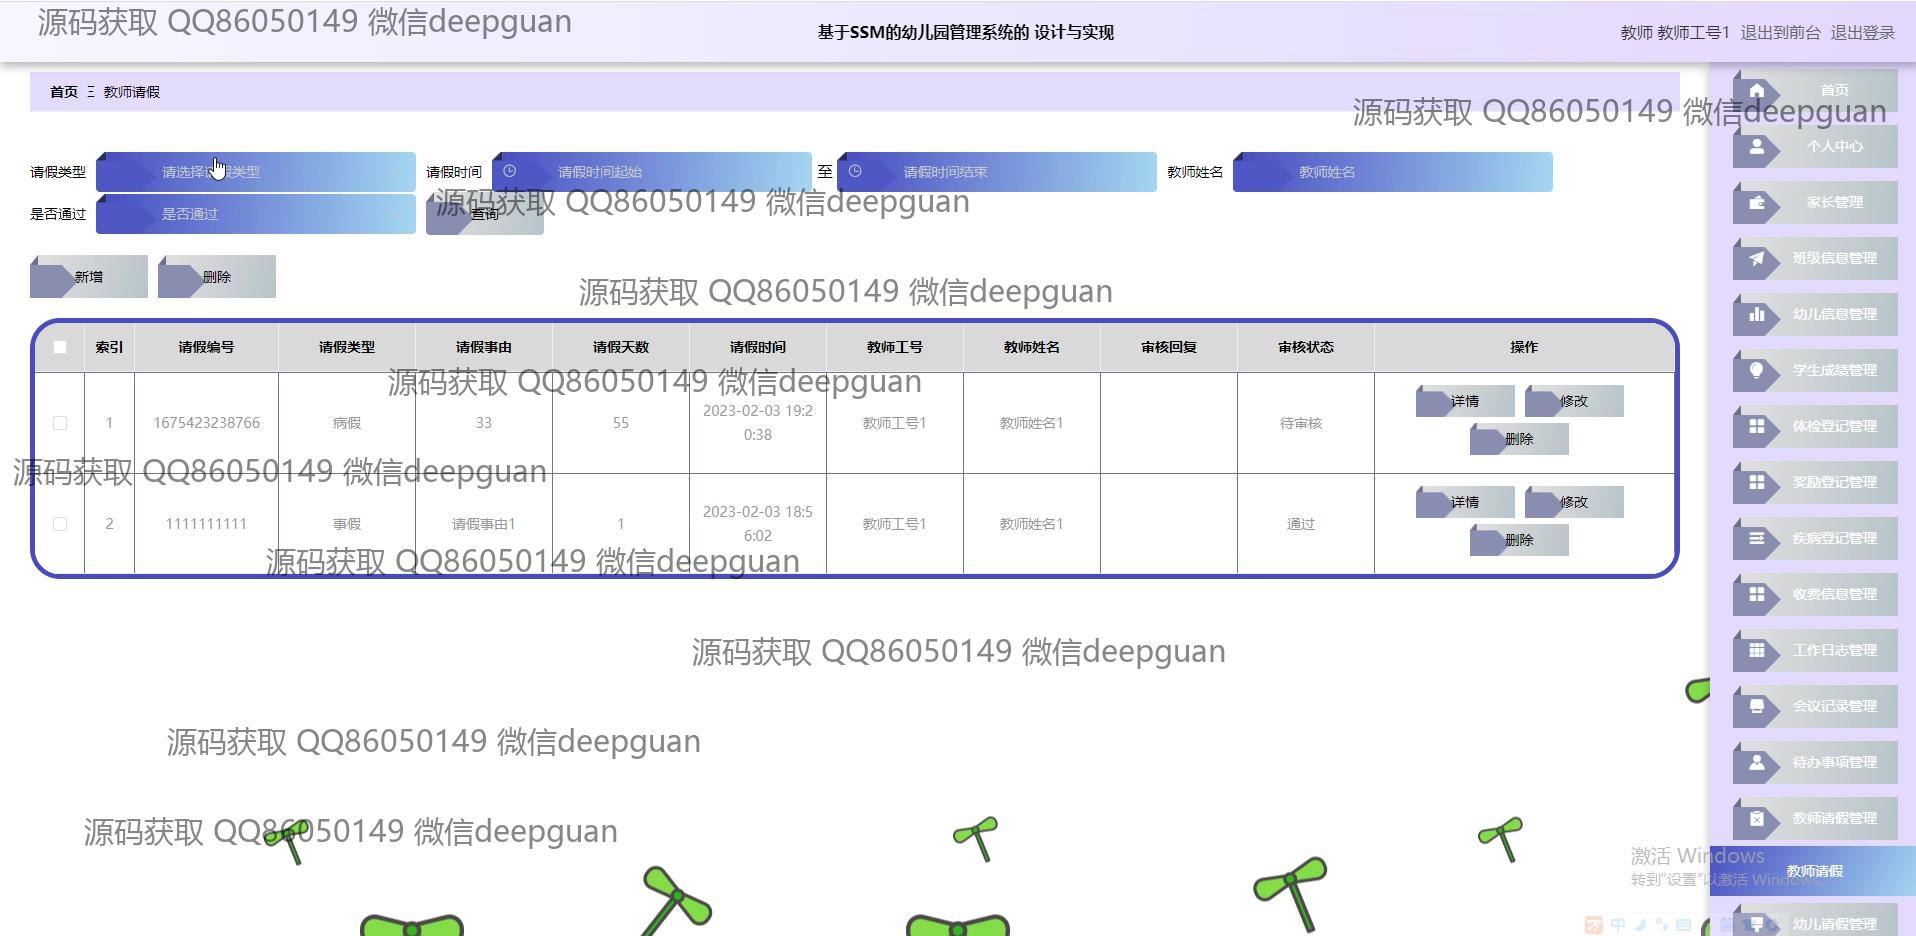 源码获取 QQ86050149 微信deepguan
基于SSM的幼儿园管理系统的 设计与实现
教师 教师工号1 退出到前台 退出登录
首页 Ξ 教师请假
源码获取 QQ86050149 微信deepguan
请假类型 请选择请假类型 请假时间 请假时间起始 至 请假时间结束 教师姓名 教师姓名
源码获取 QQ86050149 微信deepguan
是否通过 是否通过 查询
新增 删除
源码获取 QQ86050149 微信deepguan
索引 请假编号 请假类型 请假事由 请假天数 请假时间 教师工号 教师姓名 审核回复 审核状态 操作
源码获取 QQ86050149 微信deepguan
1 1675423238766 病假 33 55 2023-02-03 19:20:38 教师工号1 教师姓名1 待审核 详情 修改 删除
源码获取 QQ86050149 微信deepguan
2 1111111111 事假 请假事由1 1 2023-02-03 18:56:02 教师工号1 教师姓名1 通过 详情 修改 删除
源码获取 QQ86050149 微信deepguan
源码获取 QQ86050149 微信deepguan
源码获取 QQ86050149 微信deepguan
源码获取 QQ86050149 微信deepguan
首页
个人中心
家长管理
班级信息管理
幼儿信息管理
学生成绩管理
体检登记管理
奖励登记管理
疾病登记管理
收费信息管理
工作日志管理
会议记录管理
待办事项管理
教师请假管理
教师请假
幼儿请假管理
激活 Windows
转到"设置"以激活 Windows。
中
简